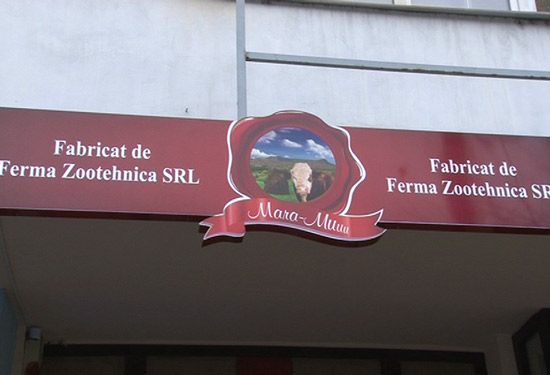 Fabricat de
Ferma Zootehnica SRL
Mara-Muuu
Fabricat de
Ferma Zootehnica SR